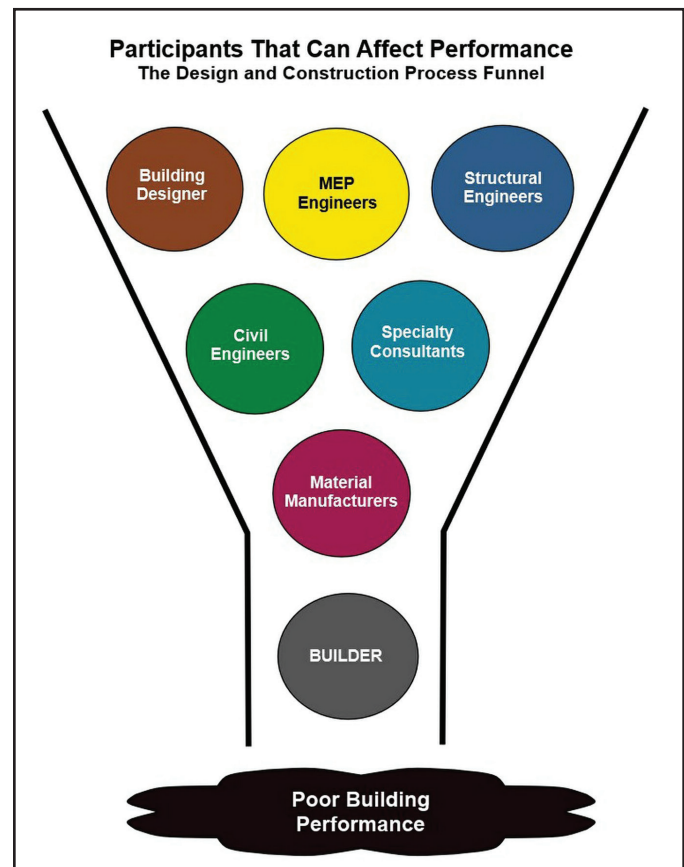 Participants That Can Affect Performance
The Design and Construction Process Funnel
Building
Designer
MEP
Engineers
Structural
Engineers
Civil
Engineers
Specialty
Consultants
Material
Manufacturers
BUILDER
Poor Building
Performance